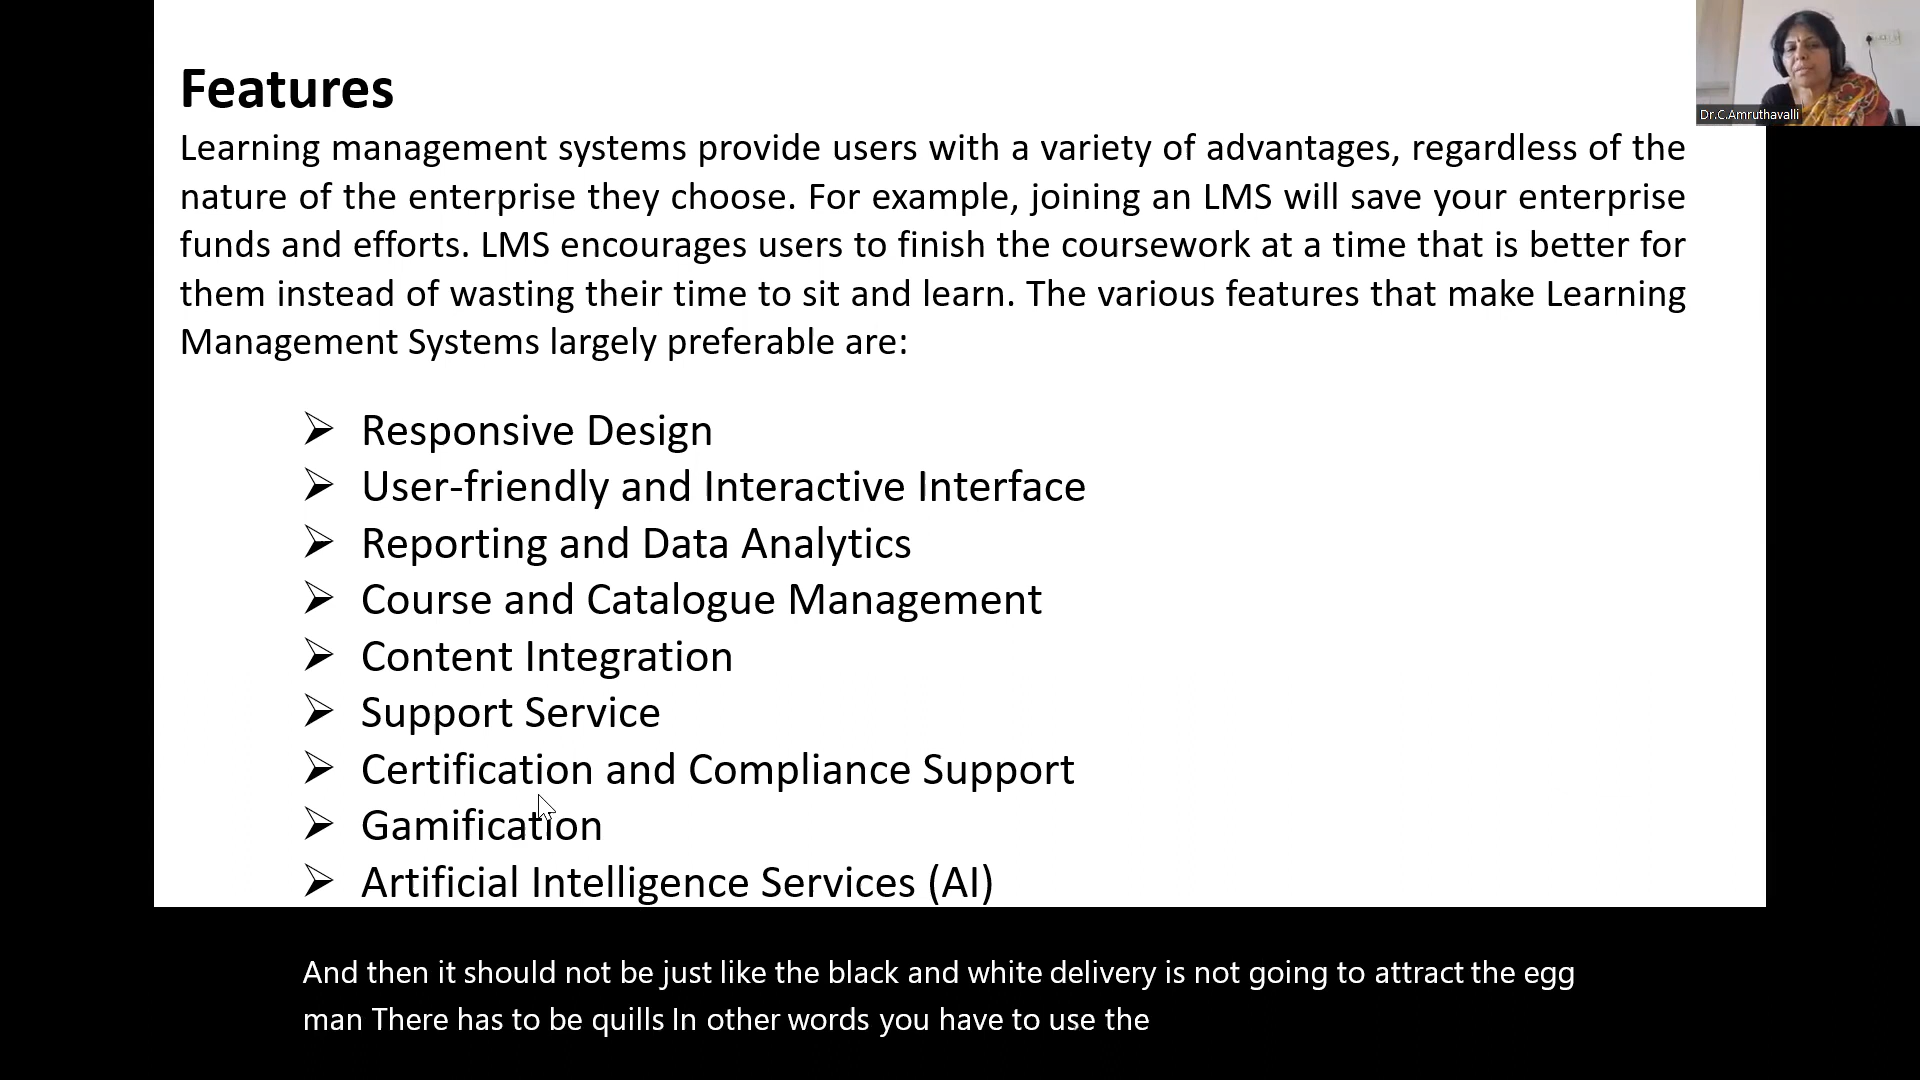 Features
Dr.C.Amruthavalli
Learning management systems provide users with a variety of advantages, regardless of the
nature of the enterprise they choose. For example, joining an LMS will save your enterprise
funds and efforts. LMS encourages users to finish the coursework at a time that is better for
them instead of wasting their time to sit and learn. The various features that make Learning
Management Systems largely preferable are:
➢ Responsive Design
➢ User-friendly and Interactive Interface
➢ Reporting and Data Analytics
➢ Course and Catalogue Management
➢ Content Integration
➢ Support Service
➢ Certification and Compliance Support
➢ Gamification
➢ Artificial Intelligence Services (AI)
And then it should not be just like the black and white delivery is not going to attract the egg
man There has to be quills In other words you have to use the